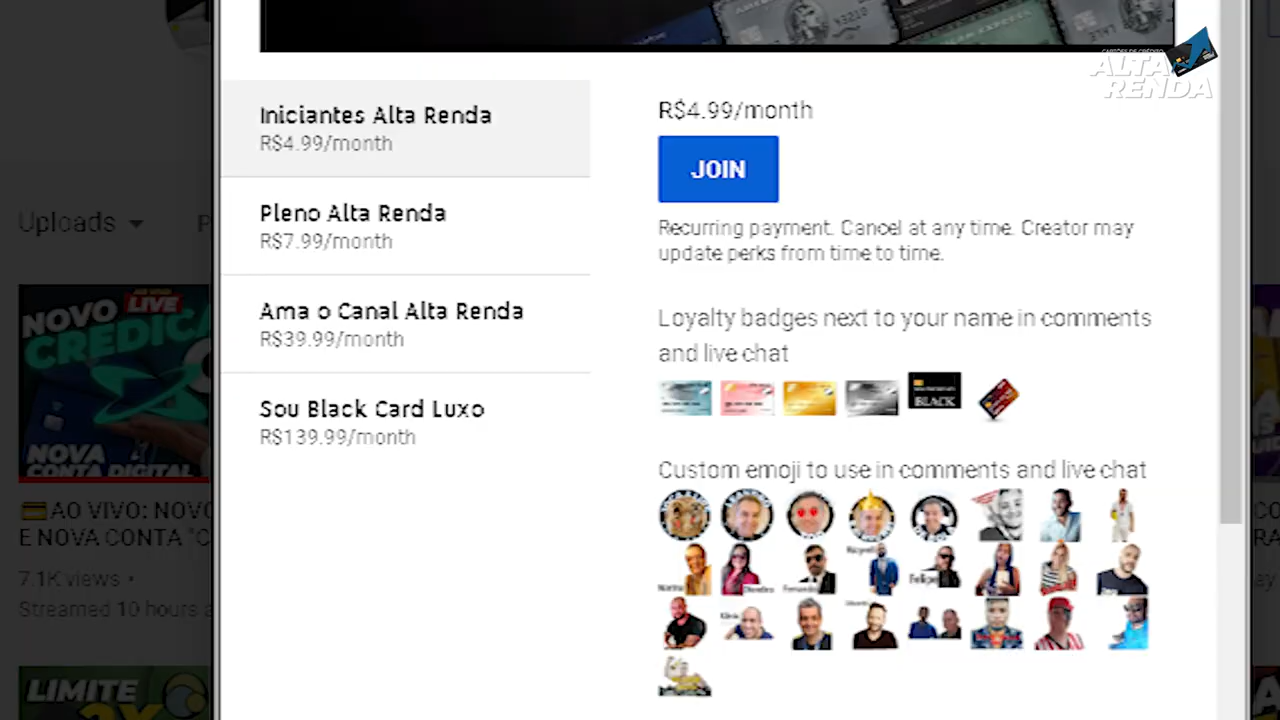 CARTÕES DE CRÉDITO
ALTA
RENDA
Iniciantes Alta Renda
R$4.99/month
Pleno Alta Renda
R$7.99/month
Ama o Canal Alta Renda
R$39.99/month
Sou Black Card Luxo
R$139.99/month
R$4.99/month
JOIN
Recurring payment. Cancel at any time. Creator may
update perks from time to time.
Loyalty badges next to your name in comments
and live chat
BLACK
Custom emoji to use in comments and live chat
Felipe
Uploads
NOVO
LIVE
NOVA
CONTA DIGITAL
AO VIVO: NOVO
E NOVA CONTA "C
7.1K views •
Streamed 10 hours a
LIMITE